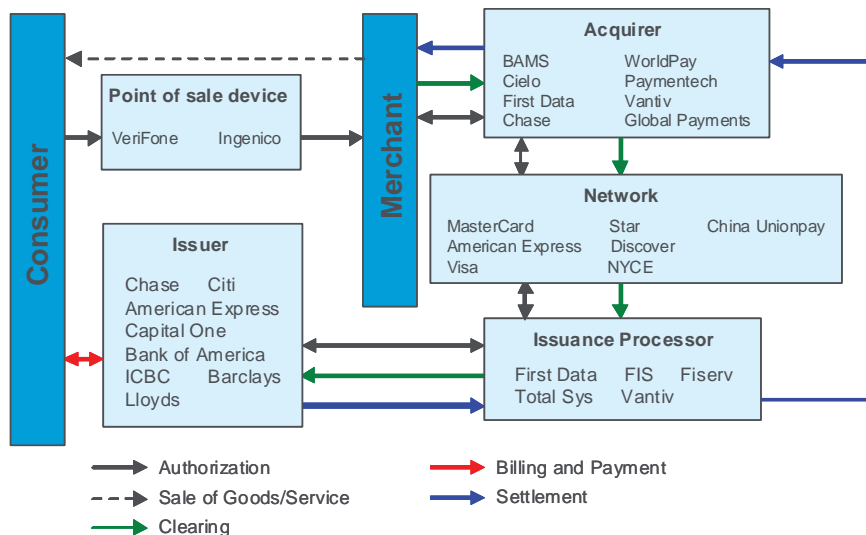 Consumer
Point of sale device
VeriFone Ingenico
Merchant
Acquirer
BAMS WorldPay
Cielo Paymentech
First Data Vantiv
Chase Global Payments
Network
MasterCard Star China Unionpay
American Express Discover
Visa NYCE
Issuer
Chase Citi
American Express
Capital One
Bank of America
ICBC Barclays
Lloyds
Issuance Processor
First Data FIS Fiserv
Total Sys Vantiv
Authorization
Sale of Goods/Service
Clearing
Billing and Payment
Settlement